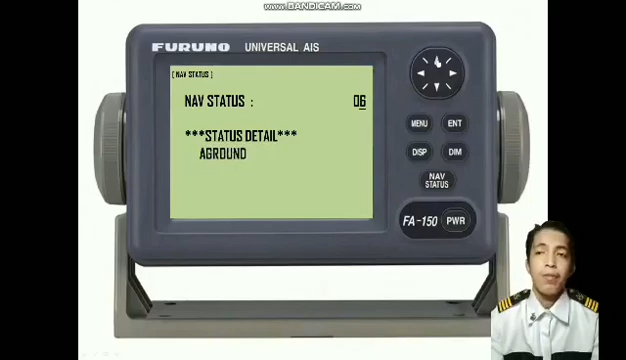 WWW.BANDICAM.COM
FURUNO UNIVERSAL AIS
[ NAV STATUS ]
NAV STATUS : 06
***STATUS DETAIL***
AGROUND
MENU ENT
DISP DIM
NAV
STATUS
FA-150 PWR